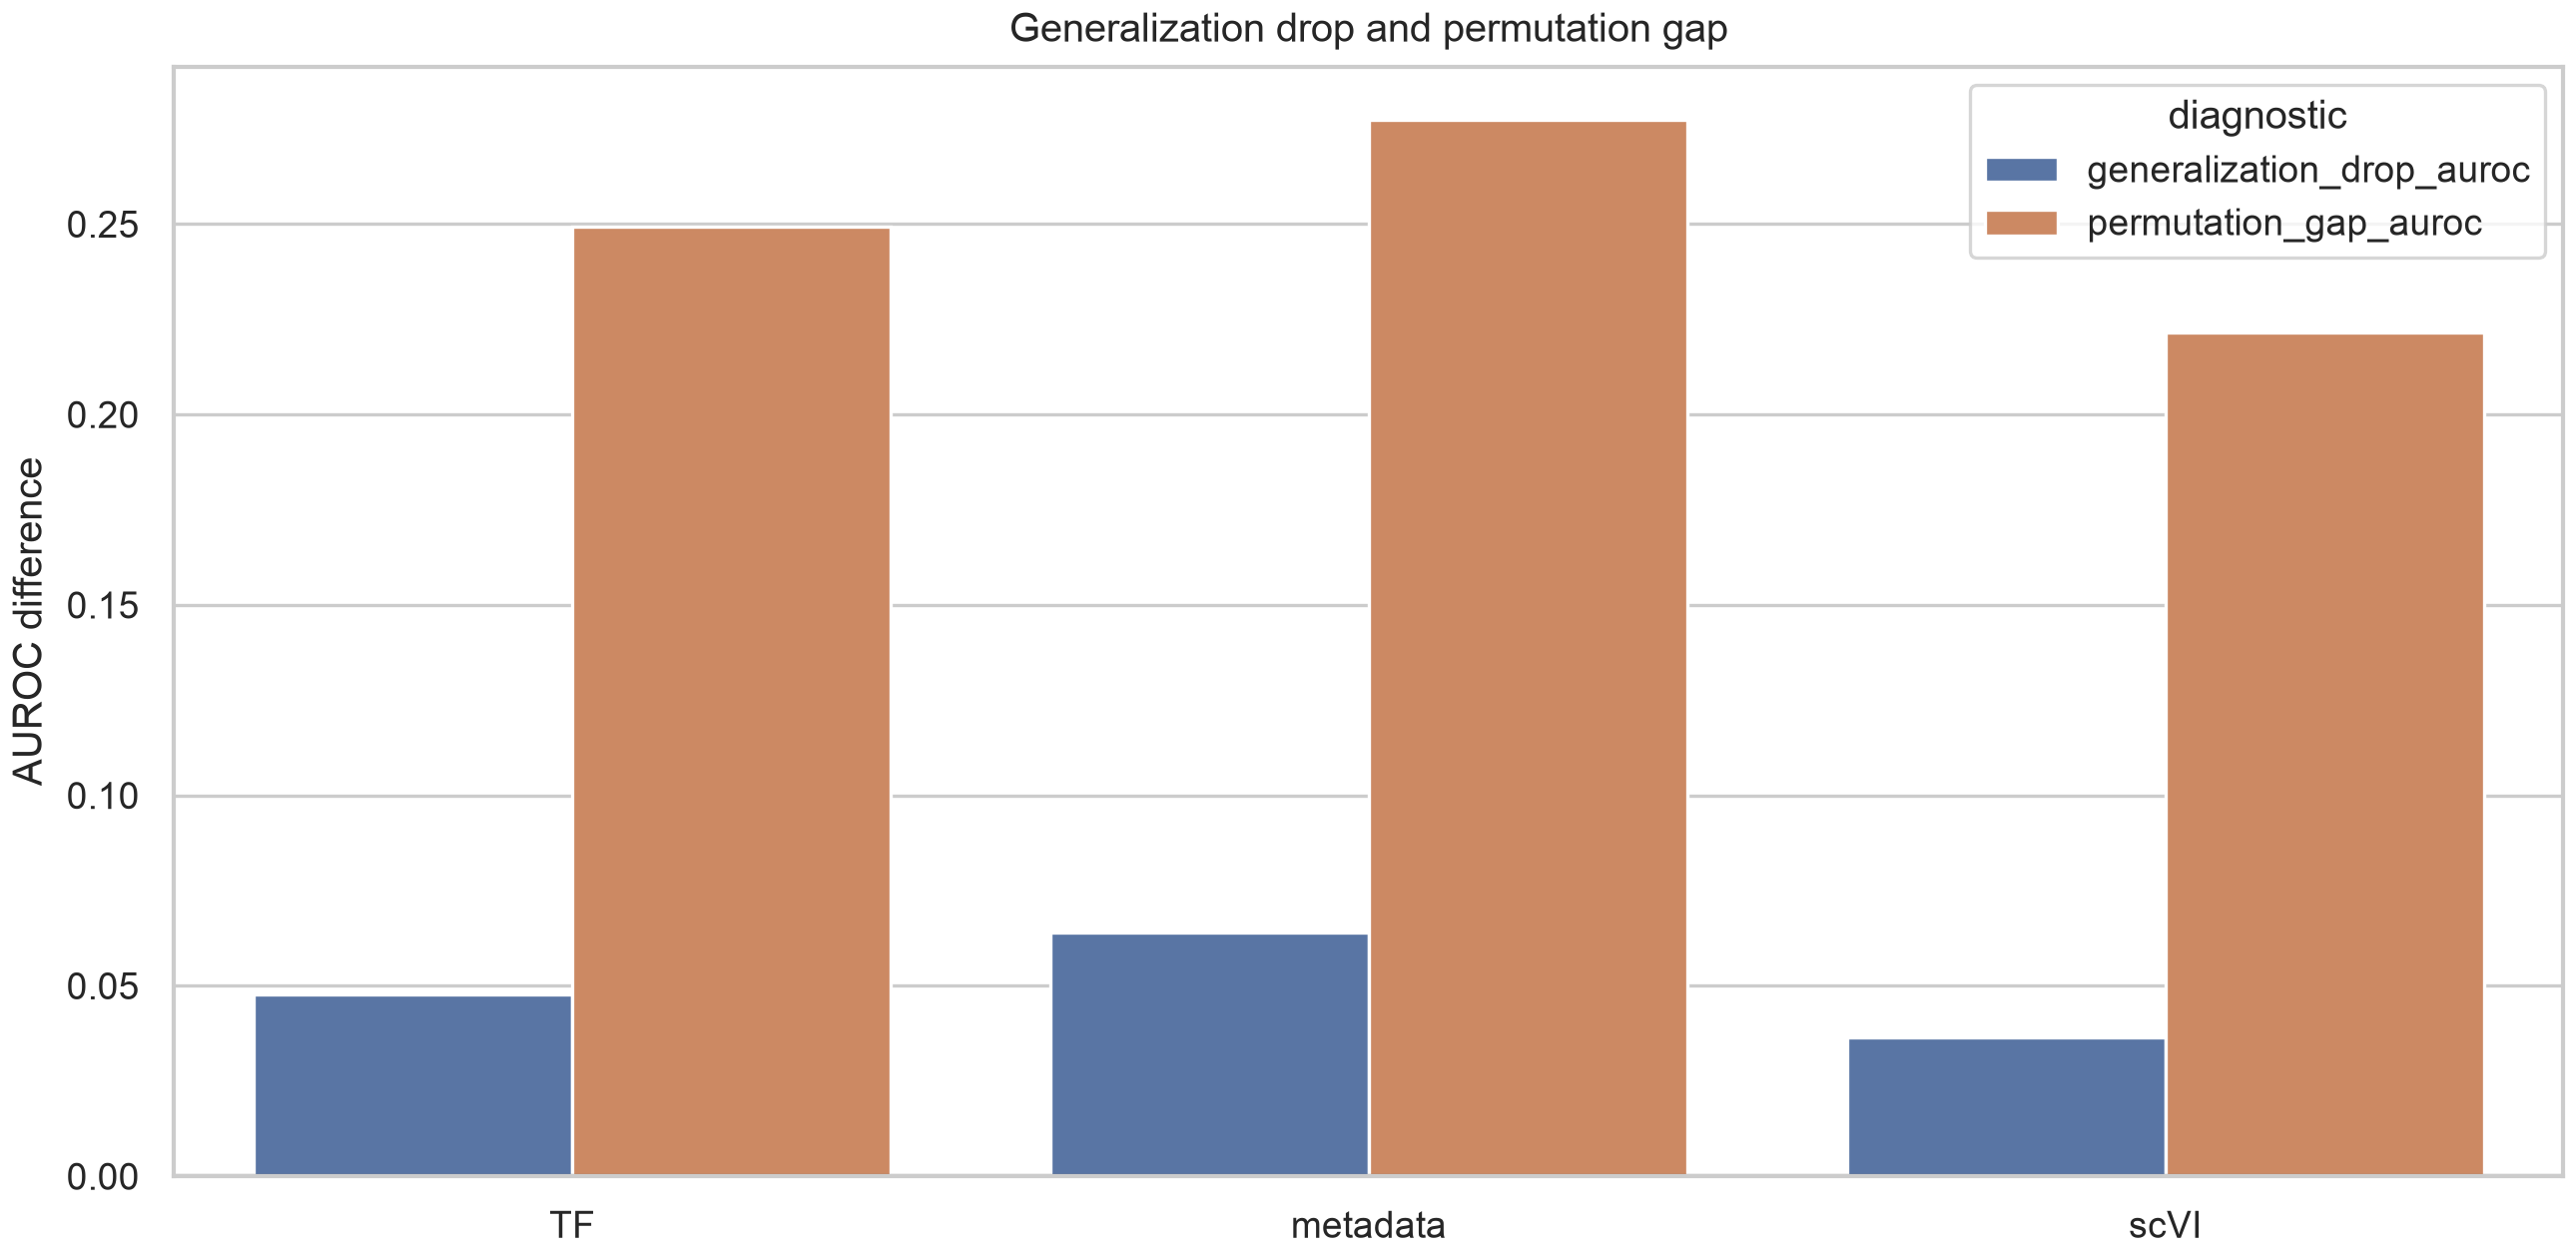 Generalization drop and permutation gap
diagnostic
generalization_drop_auroc
permutation_gap_auroc
AUROC difference
0.25
0.20
0.15
0.10
0.05
0.00
TF
metadata
scVI